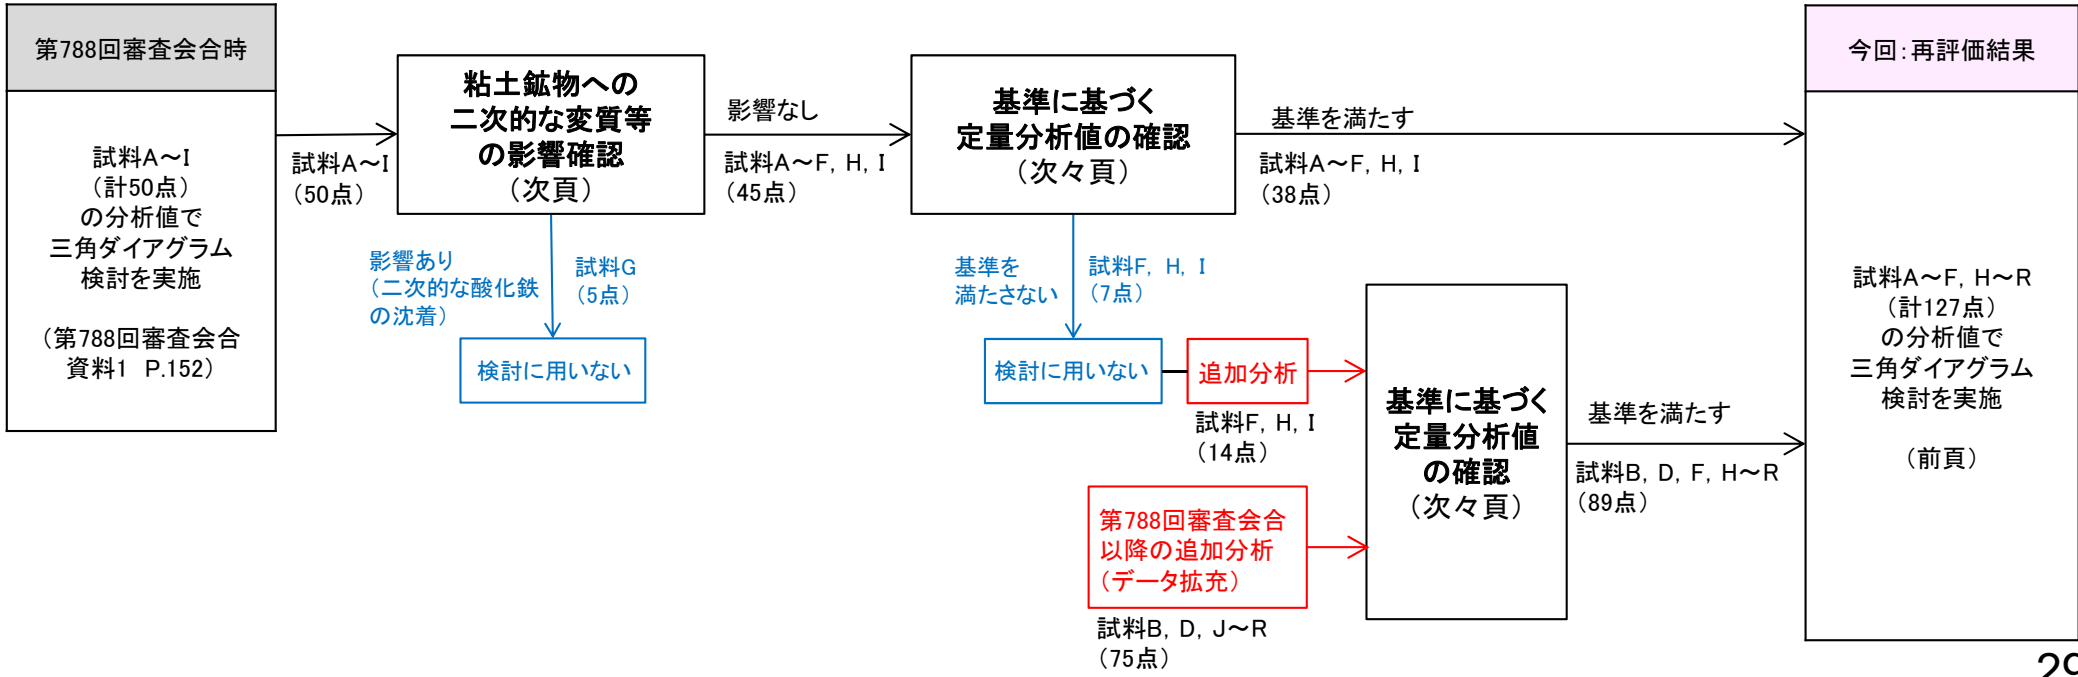 第788回審査会合時
試料A～I
（計50点）
の分析値で
三角ダイアグラム
検討を実施
（第788回審査会合
資料1 P.152）
試料A～I
（50点）
粘土鉱物への
二次的な変質等
の影響確認
（次頁）
影響なし
試料A～F, H, I
（45点）
影響あり
（二次的な酸化鉄
の沈着）
試料G
（5点）
検討に用いない
基準に基づく
定量分析値の確認
（次々頁）
基準を満たす
試料A～F, H, I
（38点）
基準を
満たさない
試料F, H, I
（7点）
検討に用いない
追加分析
試料F, H, I
（14点）
第788回審査会合
以降の追加分析
（データ拡充）
試料B, D, J～R
（75点）
基準に基づく
定量分析値
の確認
（次々頁）
基準を満たす
試料B, D, F, H～R
（89点）
今回：再評価結果
試料A～F, H～R
（計127点）
の分析値で
三角ダイアグラム
検討を実施
（前頁）